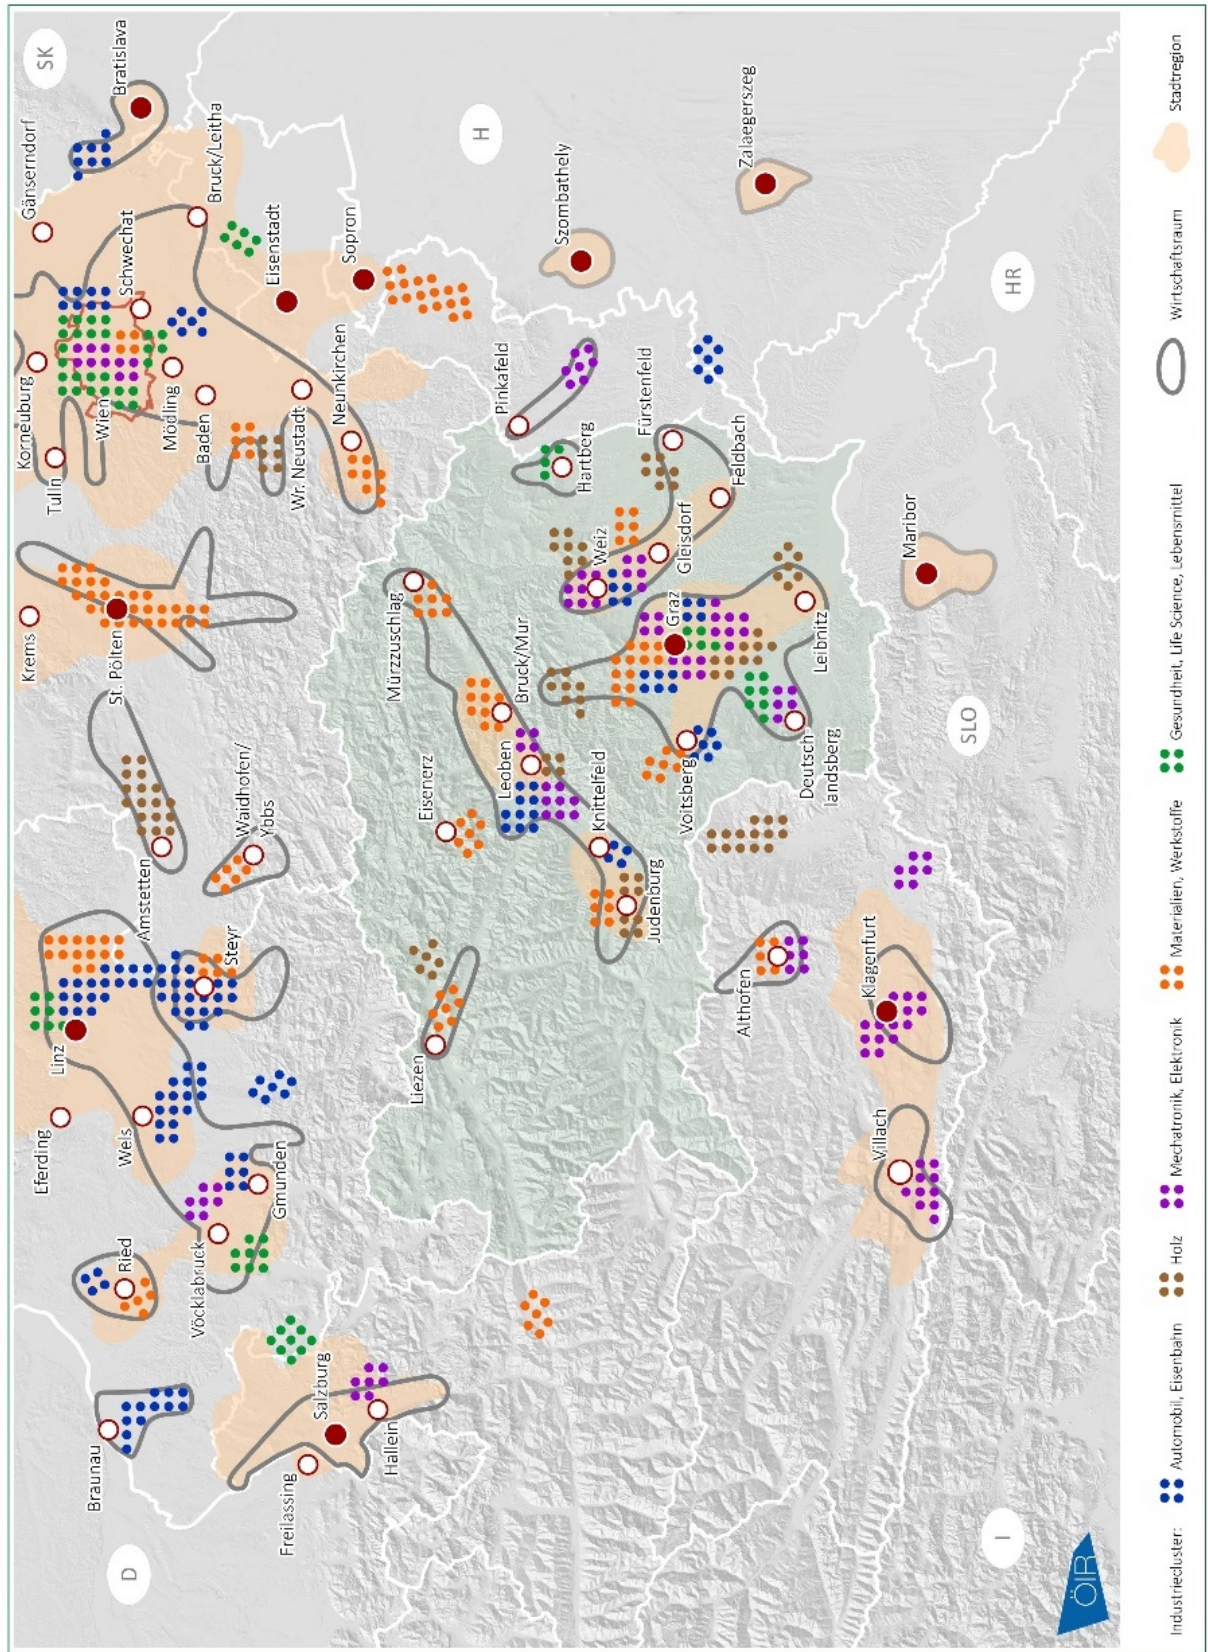 SK
Bratislava
Gänserndorf
Bruck/Leitha
Schwechat
Eisenstadt
Sopron
Korneuburg
Wien
Mödling
Baden
Tulln
Wr. Neustadt
Neunkirchen
H
Szombathely
Zalaegerszeg
HR
Krems
St. Pölten
Pinkafeld
Hartberg
Fürstenfeld
Feldbach
Mürzzuschlag
Weiz
Gleisdorf
Maribor
Graz
Leibnitz
Bruck/Mur
Leoben
Eisenerz
Deutsch-
landsberg
Voitsberg
SLO
Knittelfeld
Judenburg
Waidhofen/
Ybbs
Amstetten
Steyr
Linz
Liezen
Althofen
Klagenfurt
Eferding
Wels
Gmunden
Villach
Ried
Vöcklabruck
Salzburg
Hallein
Braunau
Freilassing
D
I
ÖIR
Industriecluster:
Automobil, Eisenbahn
Holz
Mechatronik, Elektronik
Materialien, Werkstoffe
Gesundheit, Life Science, Lebensmittel
Wirtschaftsraum
Stadtregion